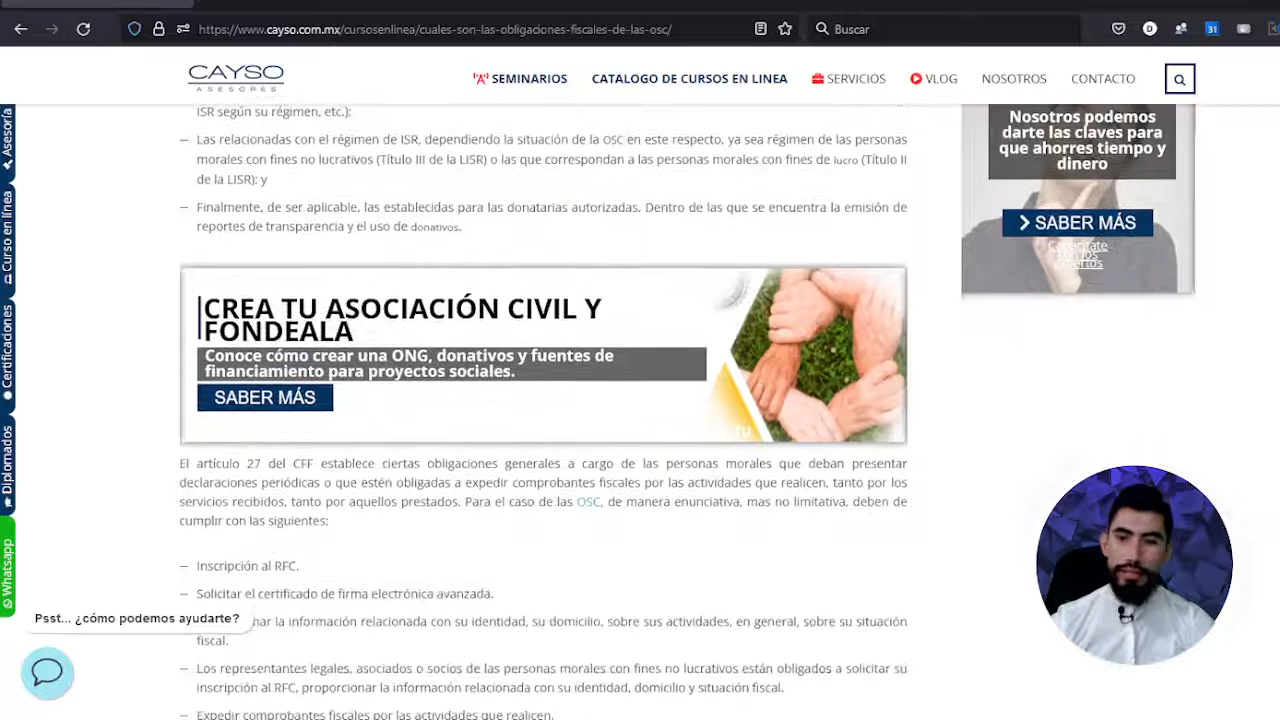 https://www.cayso.com.mx/cursosenlinea/cuales-son-las-obligaciones-fiscales-de-las-osc/
Buscar
D
31
CAYSO
ASESORES
SEMINARIOS
CATALOGO DE CURSOS EN LINEA
SERVICIOS
VLOG
NOSOTROS
CONTACTO
Asesoría
Curso en línea
Certificaciones
Diplomados
Whatsapp
ISR según su régimen, etc.);
— Las relacionadas con el régimen de ISR, dependiendo la situación de la OSC en este respecto, ya sea régimen de las personas
morales con fines no lucrativos (Título III de la LISR) o las que correspondan a las personas morales con fines de lucro (Título II
de la LISR); y
— Finalmente, de ser aplicable, las establecidas para las donatarias autorizadas. Dentro de las que se encuentra la emisión de
reportes de transparencia y el uso de donativos.
CREA TU ASOCIACIÓN CIVIL Y
FONDEALA
Conoce cómo crear una ONG, donativos y fuentes de
financiamiento para proyectos sociales.
SABER MÁS
El artículo 27 del CFF establece ciertas obligaciones generales a cargo de las personas morales que deban presentar
declaraciones periódicas o que estén obligadas a expedir comprobantes fiscales por las actividades que realicen, tanto por los
servicios recibidos, tanto por aquellos prestados. Para el caso de las OSC, de manera enunciativa, mas no limitativa, deben de
cumplir con las siguientes:
— Inscripción al RFC.
— Solicitar el certificado de firma electrónica avanzada.
nar la información relacionada con su identidad, su domicilio, sobre sus actividades, en general, sobre su situación
fiscal.
— Los representantes legales, asociados o socios de las personas morales con fines no lucrativos están obligados a solicitar su
inscripción al RFC, proporcionar la información relacionada con su identidad, domicilio y situación fiscal.
— Expedir comprobantes fiscales por las actividades que realicen.
Psst... ¿cómo podemos ayudarte?
Nosotros podemos
darte las claves para
que ahorres tiempo y
dinero
SABER MÁS
Capacítate
con los
expertos